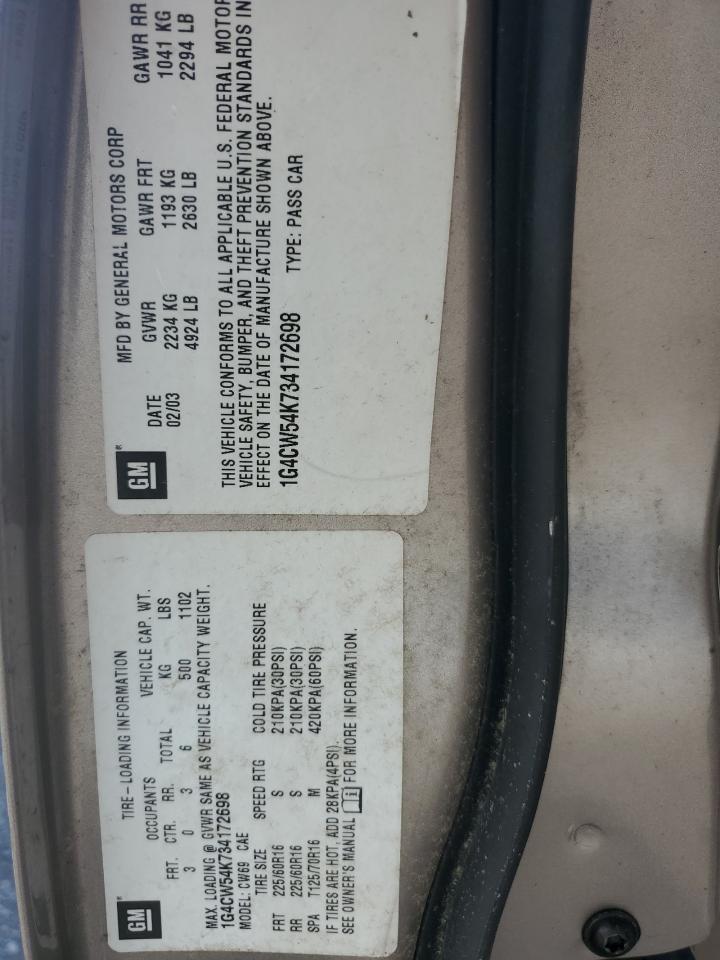 GM
TIRE-LOADING INFORMATION
OCCUPANTS VEHICLE CAP. WT.
FRT. CTR. RR. TOTAL KG LBS
3 0 3 6 500 1102
MAX. LOADING @ GVWR SAME AS VEHICLE CAPACITY WEIGHT.
1G4CW54K734172698
MODEL: CW69 CAE
TIRE SIZE SPEED RTG COLD TIRE PRESSURE
FRT 225/60R16 S 210KPA(30PSI)
RR 225/60R16 S 210KPA(30PSI)
SPA T125/70R16 M 420KPA(60PSI)
IF TIRES ARE HOT, ADD 28KPA(4PSI).
SEE OWNER'S MANUAL i FOR MORE INFORMATION.
GM
MFD BY GENERAL MOTORS CORP
DATE GVWR GAWR FRT GAWR RR
02/03 2234 KG 1193 KG 1041 KG
4924 LB 2630 LB 2294 LB
THIS VEHICLE CONFORMS TO ALL APPLICABLE U.S. FEDERAL MOTOR
VEHICLE SAFETY, BUMPER, AND THEFT PREVENTION STANDARDS IN
EFFECT ON THE DATE OF MANUFACTURE SHOWN ABOVE.
1G4CW54K734172698 TYPE: PASS CAR